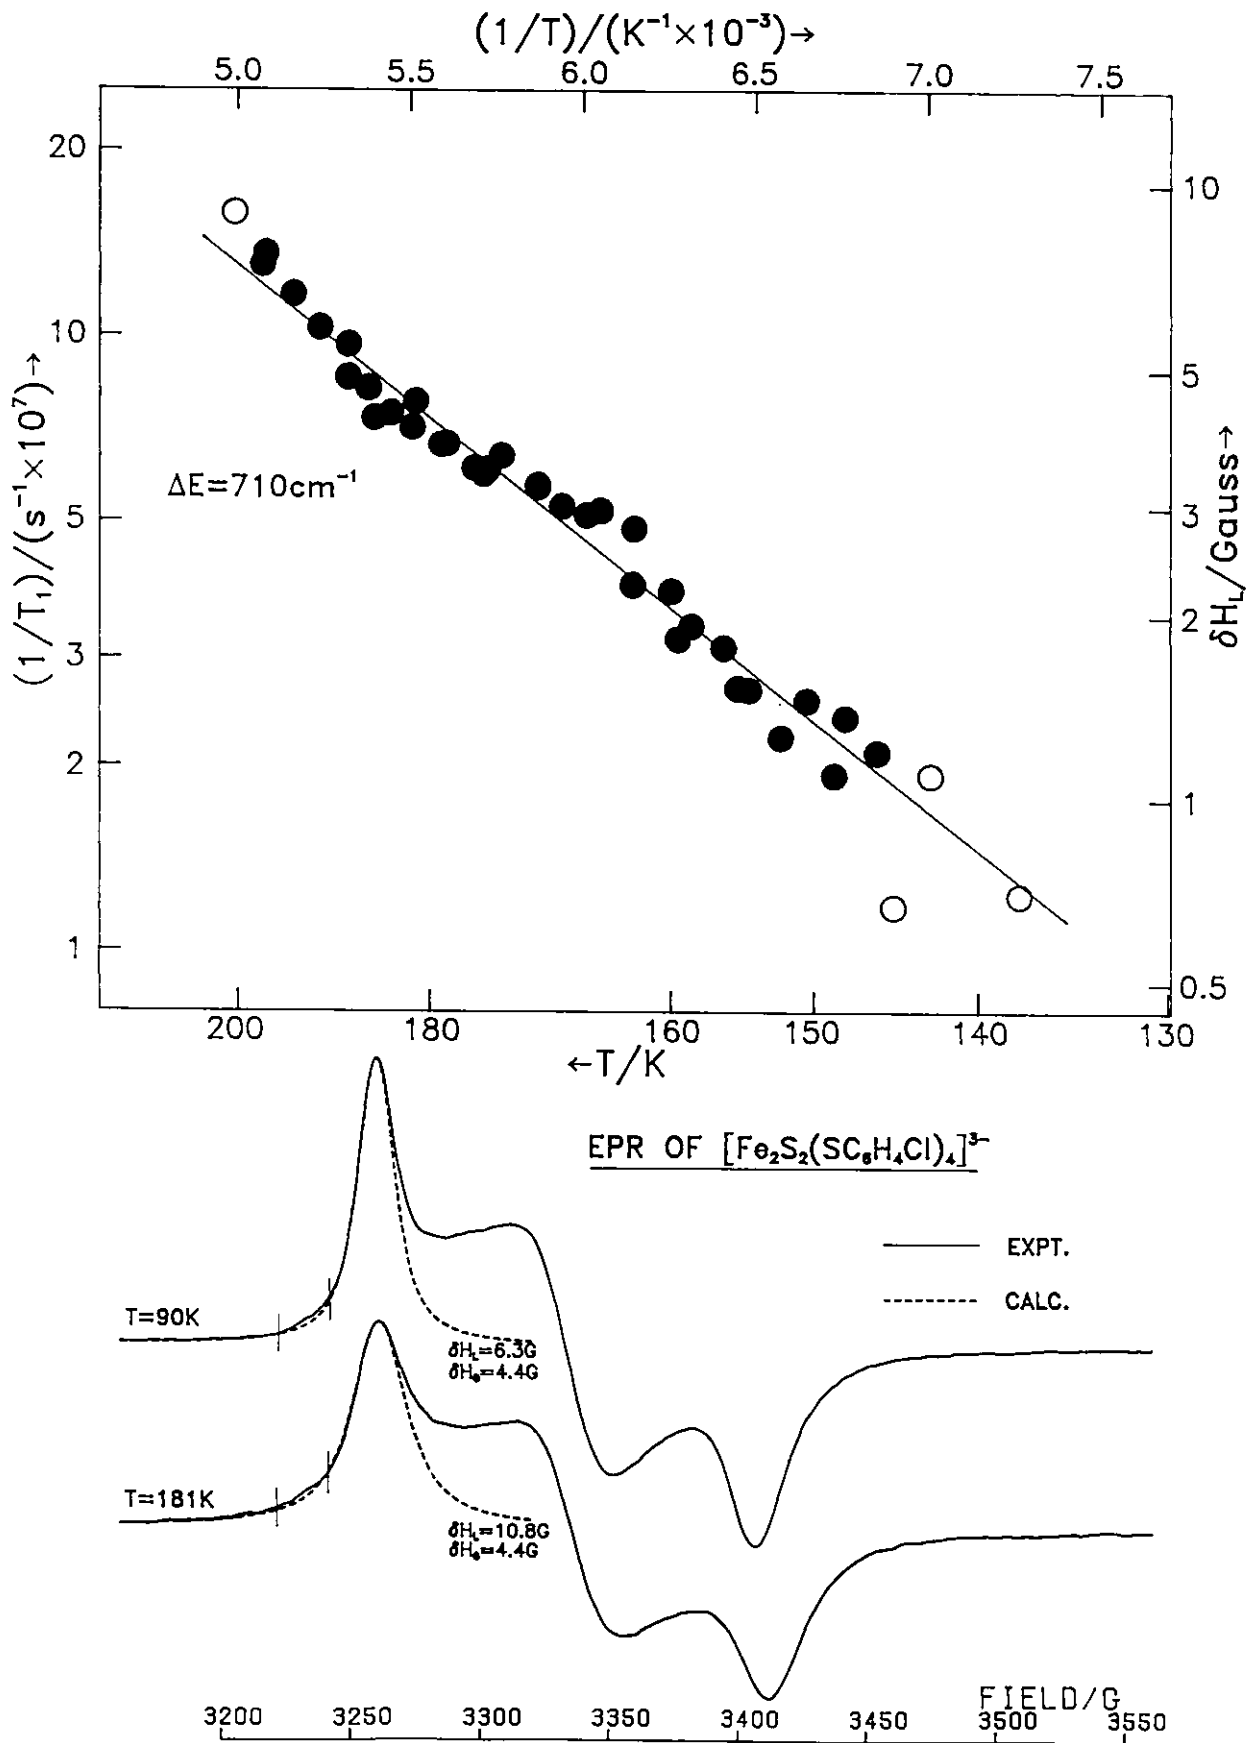 (1/T)/(K⁻¹×10⁻³)→
5.0 5.5 6.0 6.5 7.0 7.5
20
10
5
3
2
1
(1/T₁)/(s⁻¹×10⁷)→
10
5
3
2
1
0.5
δH_L/Gauss→
ΔE=710cm⁻¹
200 180 160 150 140 130
←T/K
EPR OF [Fe₂S₂(SC₆H₄Cl)₄]³⁻
EXPT.
CALC.
T=90K
δH_L=6.3G
δH_G=4.4G
T=181K
δH_L=10.8G
δH_G=4.4G
FIELD/G
3200 3250 3300 3350 3400 3450 3500 3550